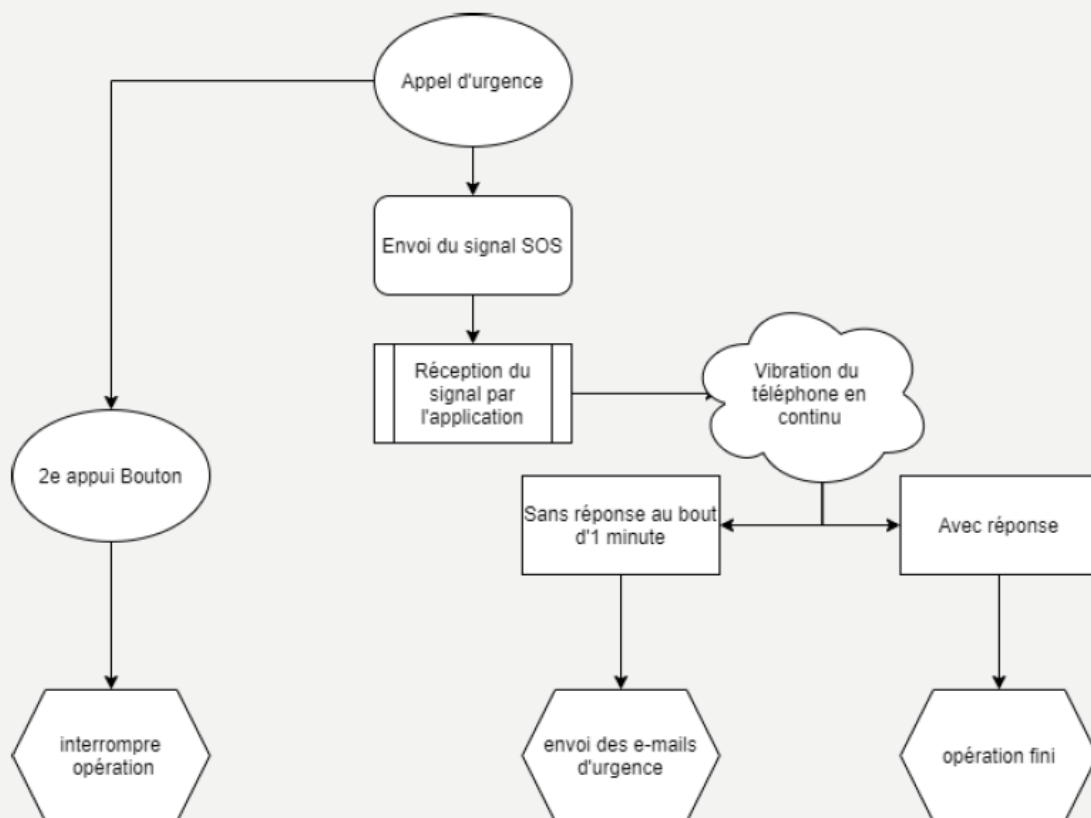 Appel d'urgence
Envoi du signal SOS
Réception du
signal par
l'application
Vibration du
téléphone en
continu
2e appui Bouton
Sans réponse au bout
d'1 minute
Avec réponse
interrompre
opération
envoi des e-mails
d'urgence
opération fini